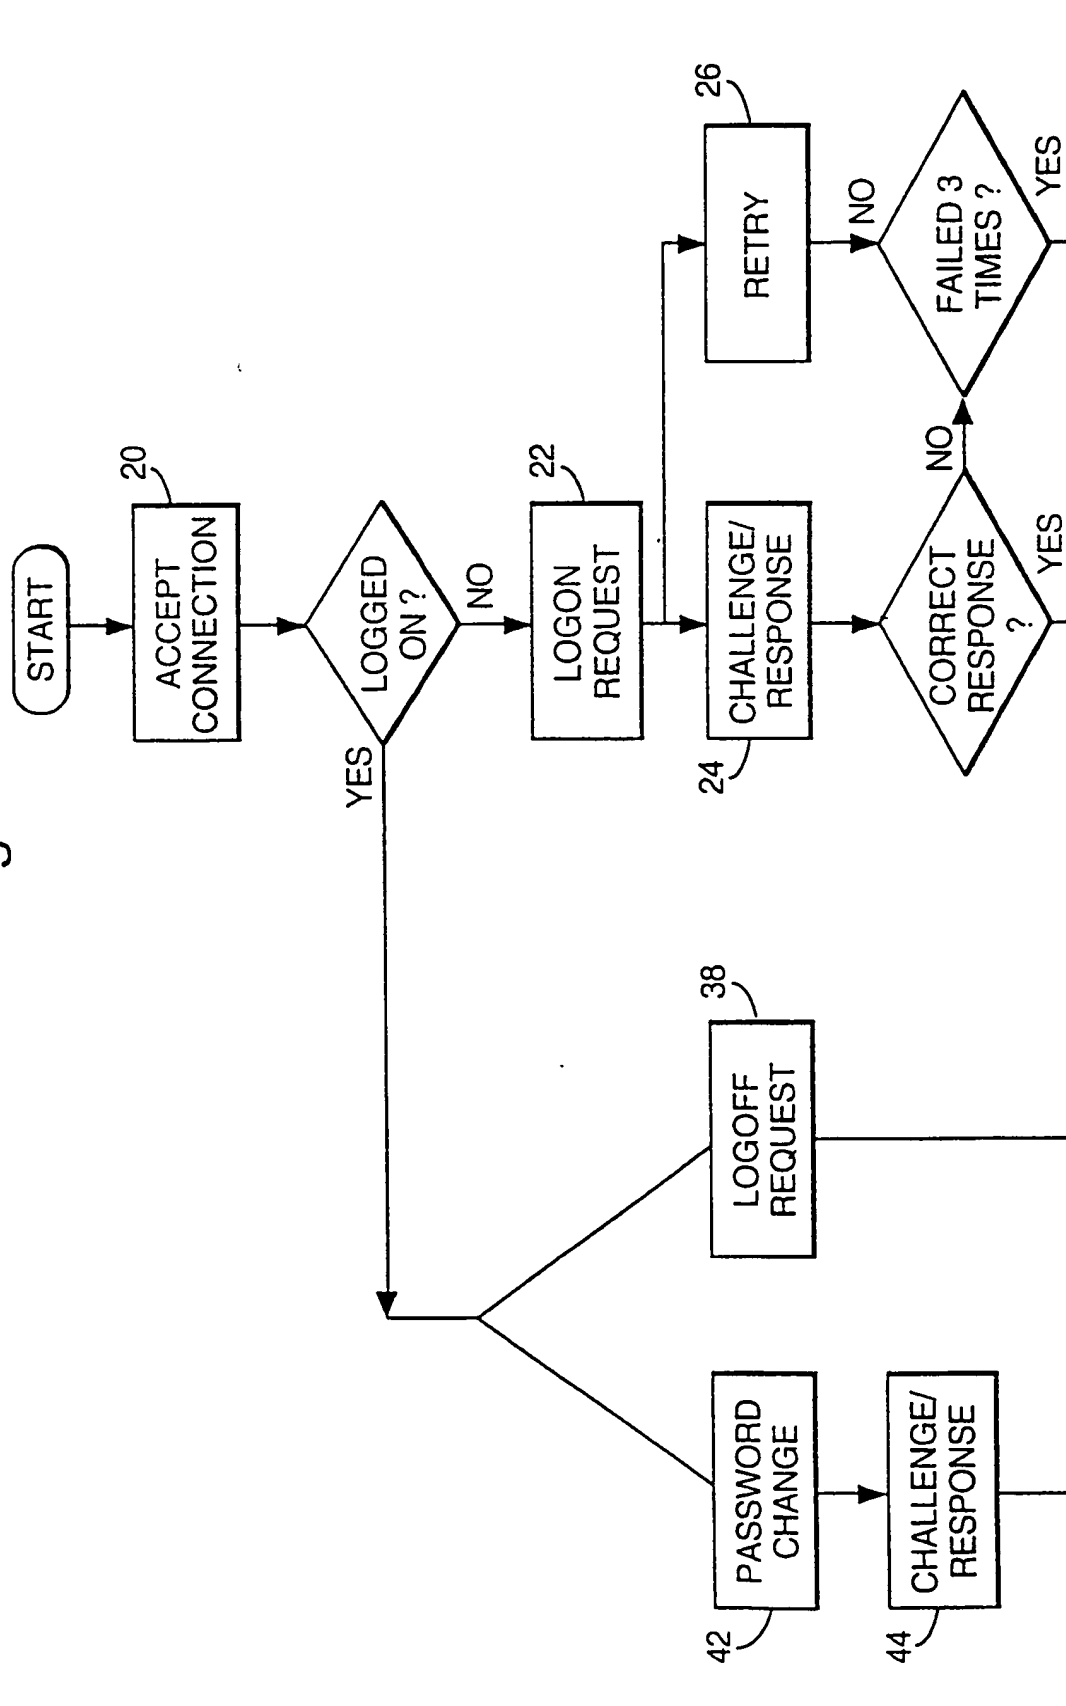 START
20
ACCEPT
CONNECTION
LOGGED
ON ?
YES
NO
22
LOGON
REQUEST
26
RETRY
24
CHALLENGE/
RESPONSE
38
LOGOFF
REQUEST
42
PASSWORD
CHANGE
NO
FAILED 3
TIMES ?
YES
NO
CORRECT
RESPONSE
?
YES
44
CHALLENGE/
RESPONSE